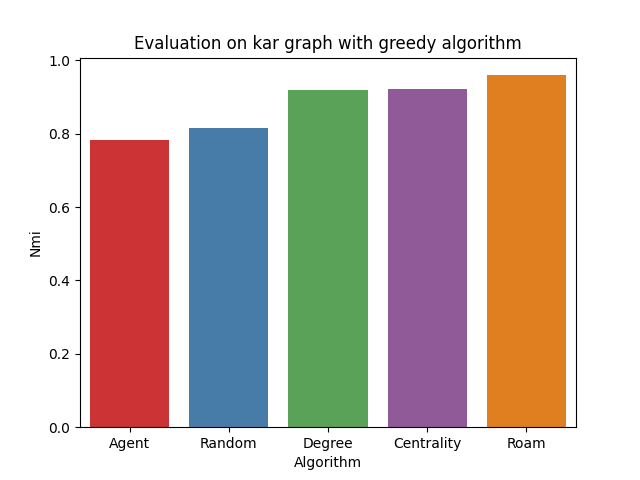 Evaluation on kar graph with greedy algorithm
1.0
0.8
0.6
0.4
0.2
0.0
Nmi
Agent Random Degree Centrality Roam
Algorithm